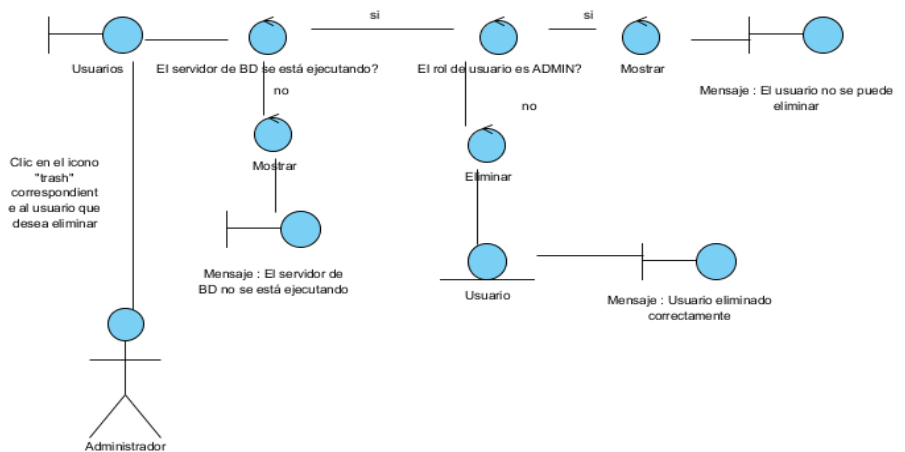 si
si
Usuarios
El servidor de BD se está ejecutando?
El rol de usuario es ADMIN?
Mostrar
no
Mensaje : El usuario no se puede
eliminar
no
Clic en el icono
"trash"
correspondient
e al usuario que
desea eliminar
Mostrar
Eliminar
Mensaje : El servidor de
BD no se está ejecutando
Usuario
Mensaje : Usuario eliminado
correctamente
Administrador